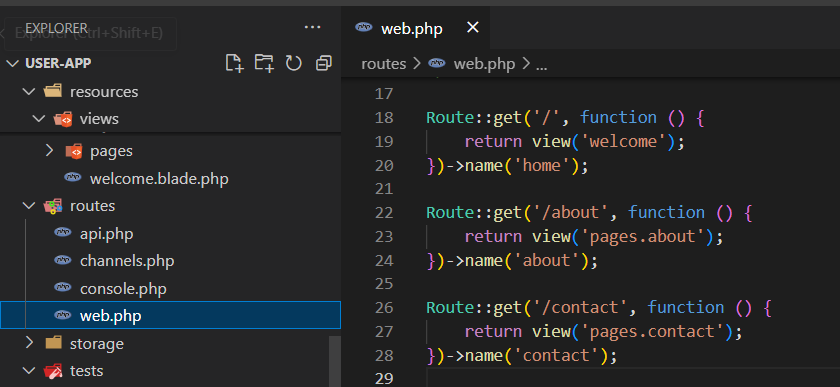 EXPLORER
Explorer (Ctrl+Shift+E)
USER-APP
resources
views
pages
welcome.blade.php
routes
api.php
channels.php
console.php
web.php
storage
tests
web.php
routes > web.php > ...
17
18 Route::get('/', function () {
19 return view('welcome');
20 })->name('home');
21
22 Route::get('/about', function () {
23 return view('pages.about');
24 })->name('about');
25
26 Route::get('/contact', function () {
27 return view('pages.contact');
28 })->name('contact');
29